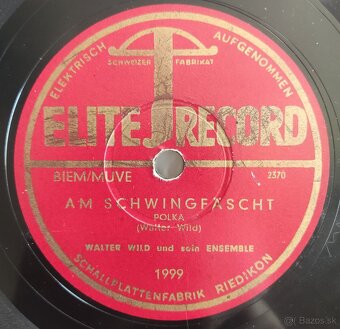 ELEKTRISCH AUFGENOMMEN
SCHWEIZER FABRIKAT
ELITE RECORD
BIEM/MUVE 2370
AM SCHWINGFÄSCHT
POLKA
(Walter Wild)
WALTER WILD und sein ENSEMBLE
1999
SCHALLPLATTENFABRIK RIEDIKON
Bazos.sk